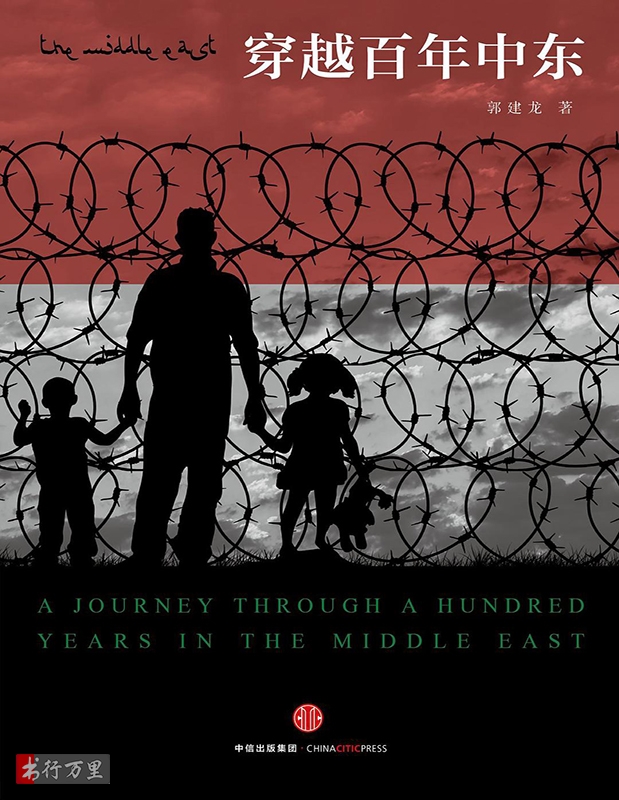 the middle east
穿越百年中东
郭建龙 著
A JOURNEY THROUGH A HUNDRED
YEARS IN THE MIDDLE EAST
中信出版集团·CHINACITICPRESS
书行万里